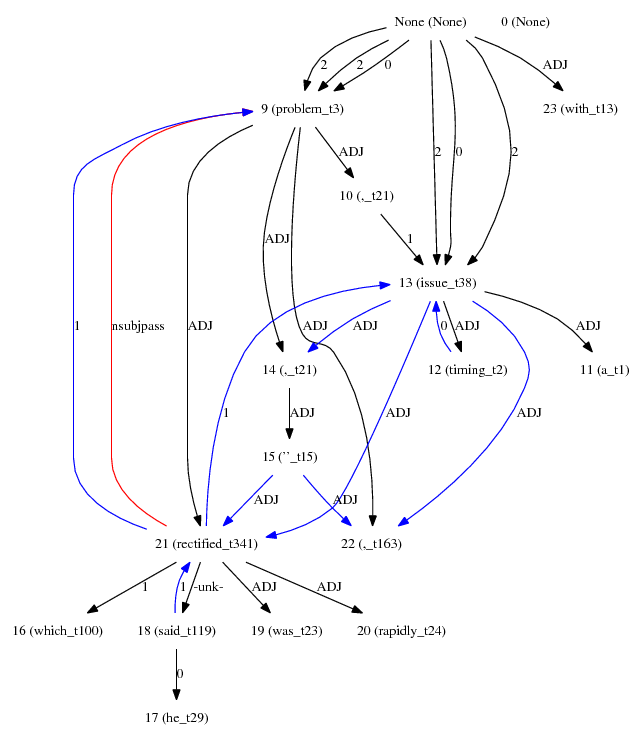 None (None) 0 (None)
2 2 0 ADJ
9 (problem_t3) 23 (with_t13)
ADJ 2 0 2
10 (,_t21)
ADJ 1
13 (issue_t38)
1 nsubjpass ADJ ADJ ADJ 0 ADJ ADJ
14 (,_t21) 12 (timing_t2) 11 (a_t1)
1 ADJ ADJ ADJ
15 (''_t15)
ADJ ADJ
21 (rectified_t341) 22 (,_t163)
1 1 -unk- ADJ ADJ
16 (which_t100) 18 (said_t119) 19 (was_t23) 20 (rapidly_t24)
0
17 (he_t29)